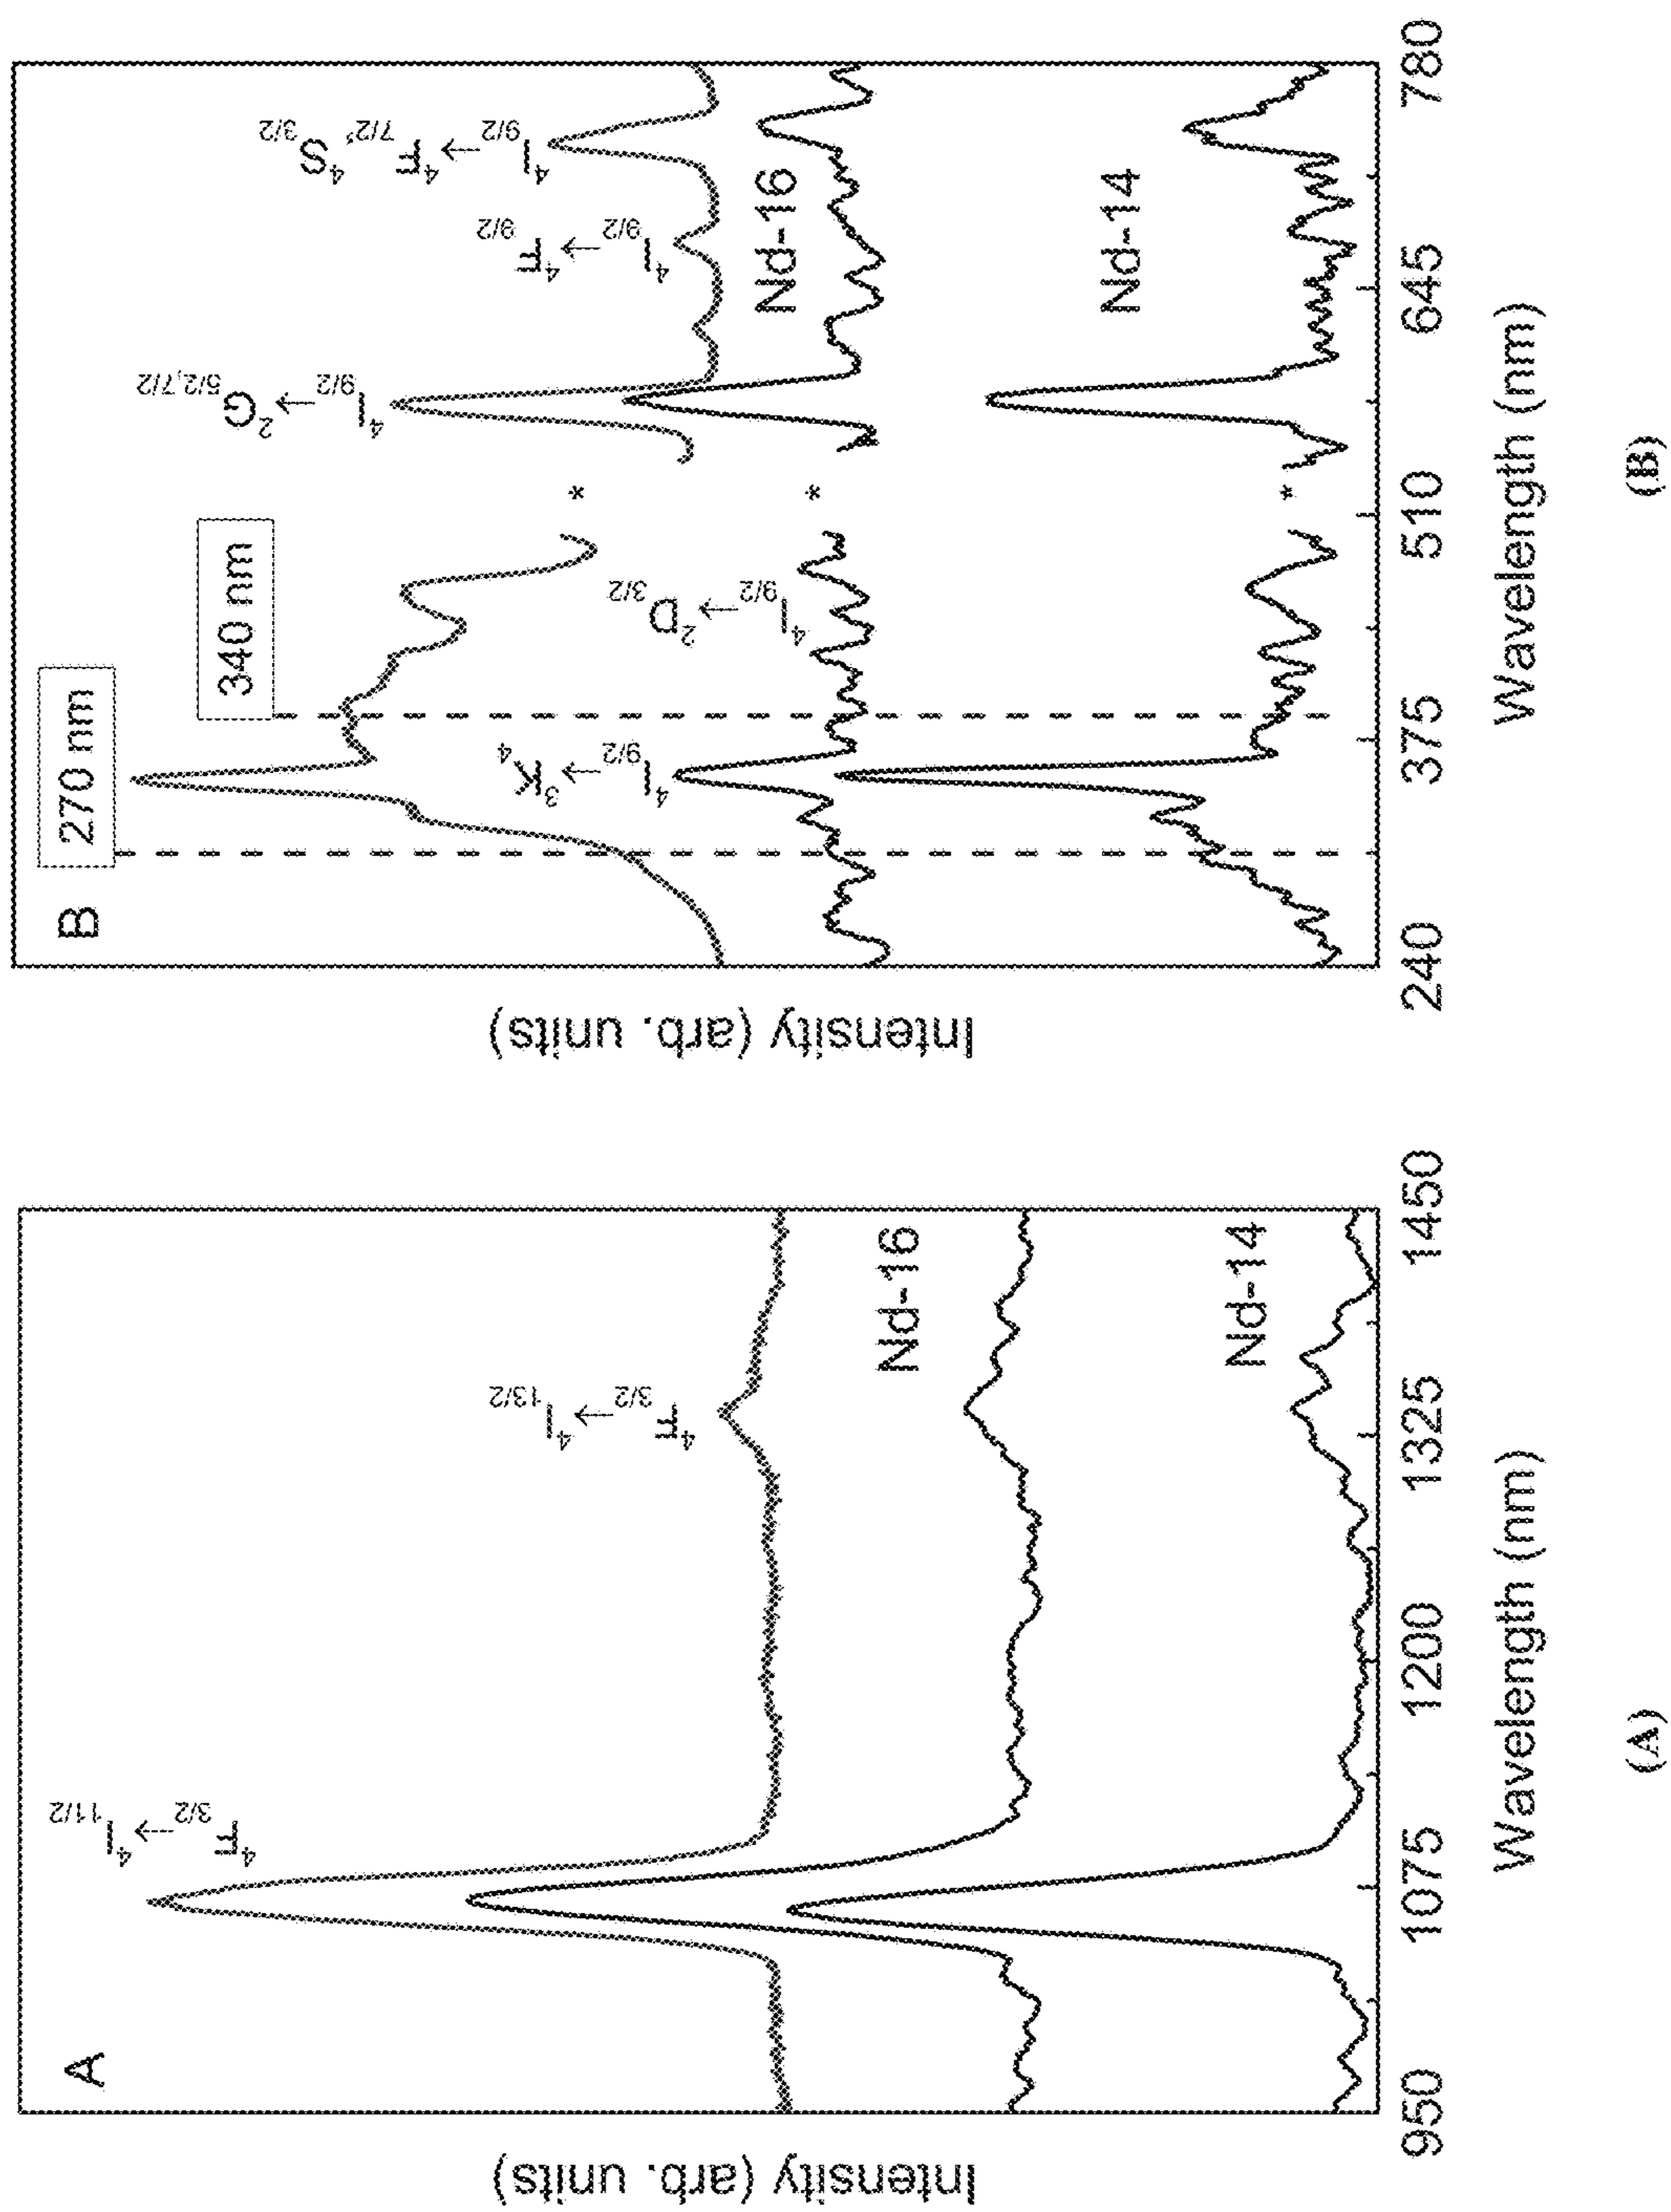 A
⁴F₃/₂→⁴I₁₁/₂
⁴F₃/₂→⁴I₁₃/₂
Nd-16
Nd-14
Intensity (arb. units)
950 1075 1200 1325 1450
Wavelength (nm)
(A)
B
270 nm
340 nm
⁴I₉/₂→²G₅/₂,₇/₂
⁴I₉/₂→⁴F₇/₂, ⁴S₃/₂
⁴I₉/₂→⁴F₉/₂
⁴I₉/₂→³K₄
⁴I₉/₂→²D₃/₂
* * *
Nd-16
Nd-14
Intensity (arb. units)
240 375 510 645 780
Wavelength (nm)
(B)